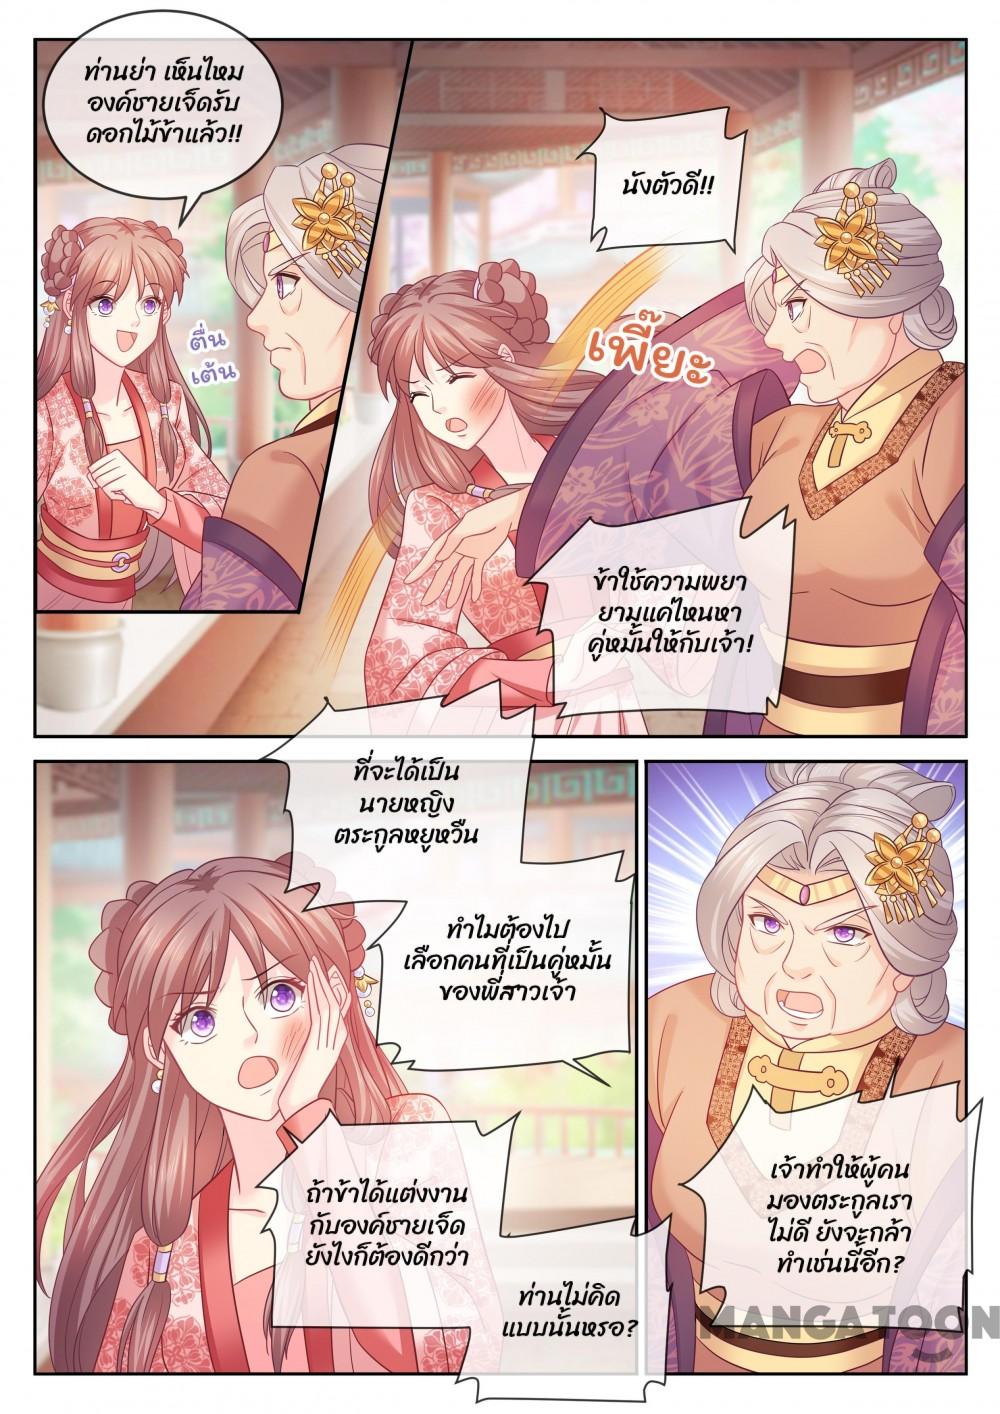 ท่านย่า เห็นไหม
องค์ชายเจ็ดรับ
ดอกไม้ข้าแล้ว!!
ตื่น
เต้น
นังตัวดี!!
เพี๊ยะ
ข้าใช้ความพยา
ยามแค่ไหนหา
คู่หมั้นให้กับเจ้า!
ที่จะได้เป็น
นายหญิง
ตระกูลหยูหวืน
ทำไมต้องไป
เลือกคนที่เป็นคู่หมั้น
ของพี่สาวเจ้า
ถ้าข้าได้แต่งงาน
กับองค์ชายเจ็ด
ยังไงก็ต้องดีกว่า
ท่านไม่คิด
แบบนั้นหรอ?
เจ้าทำให้ผู้คน
มองตระกูลเรา
ไม่ดี ยังจะกล้า
ทำเช่นนี้อีก?
MANGATOON